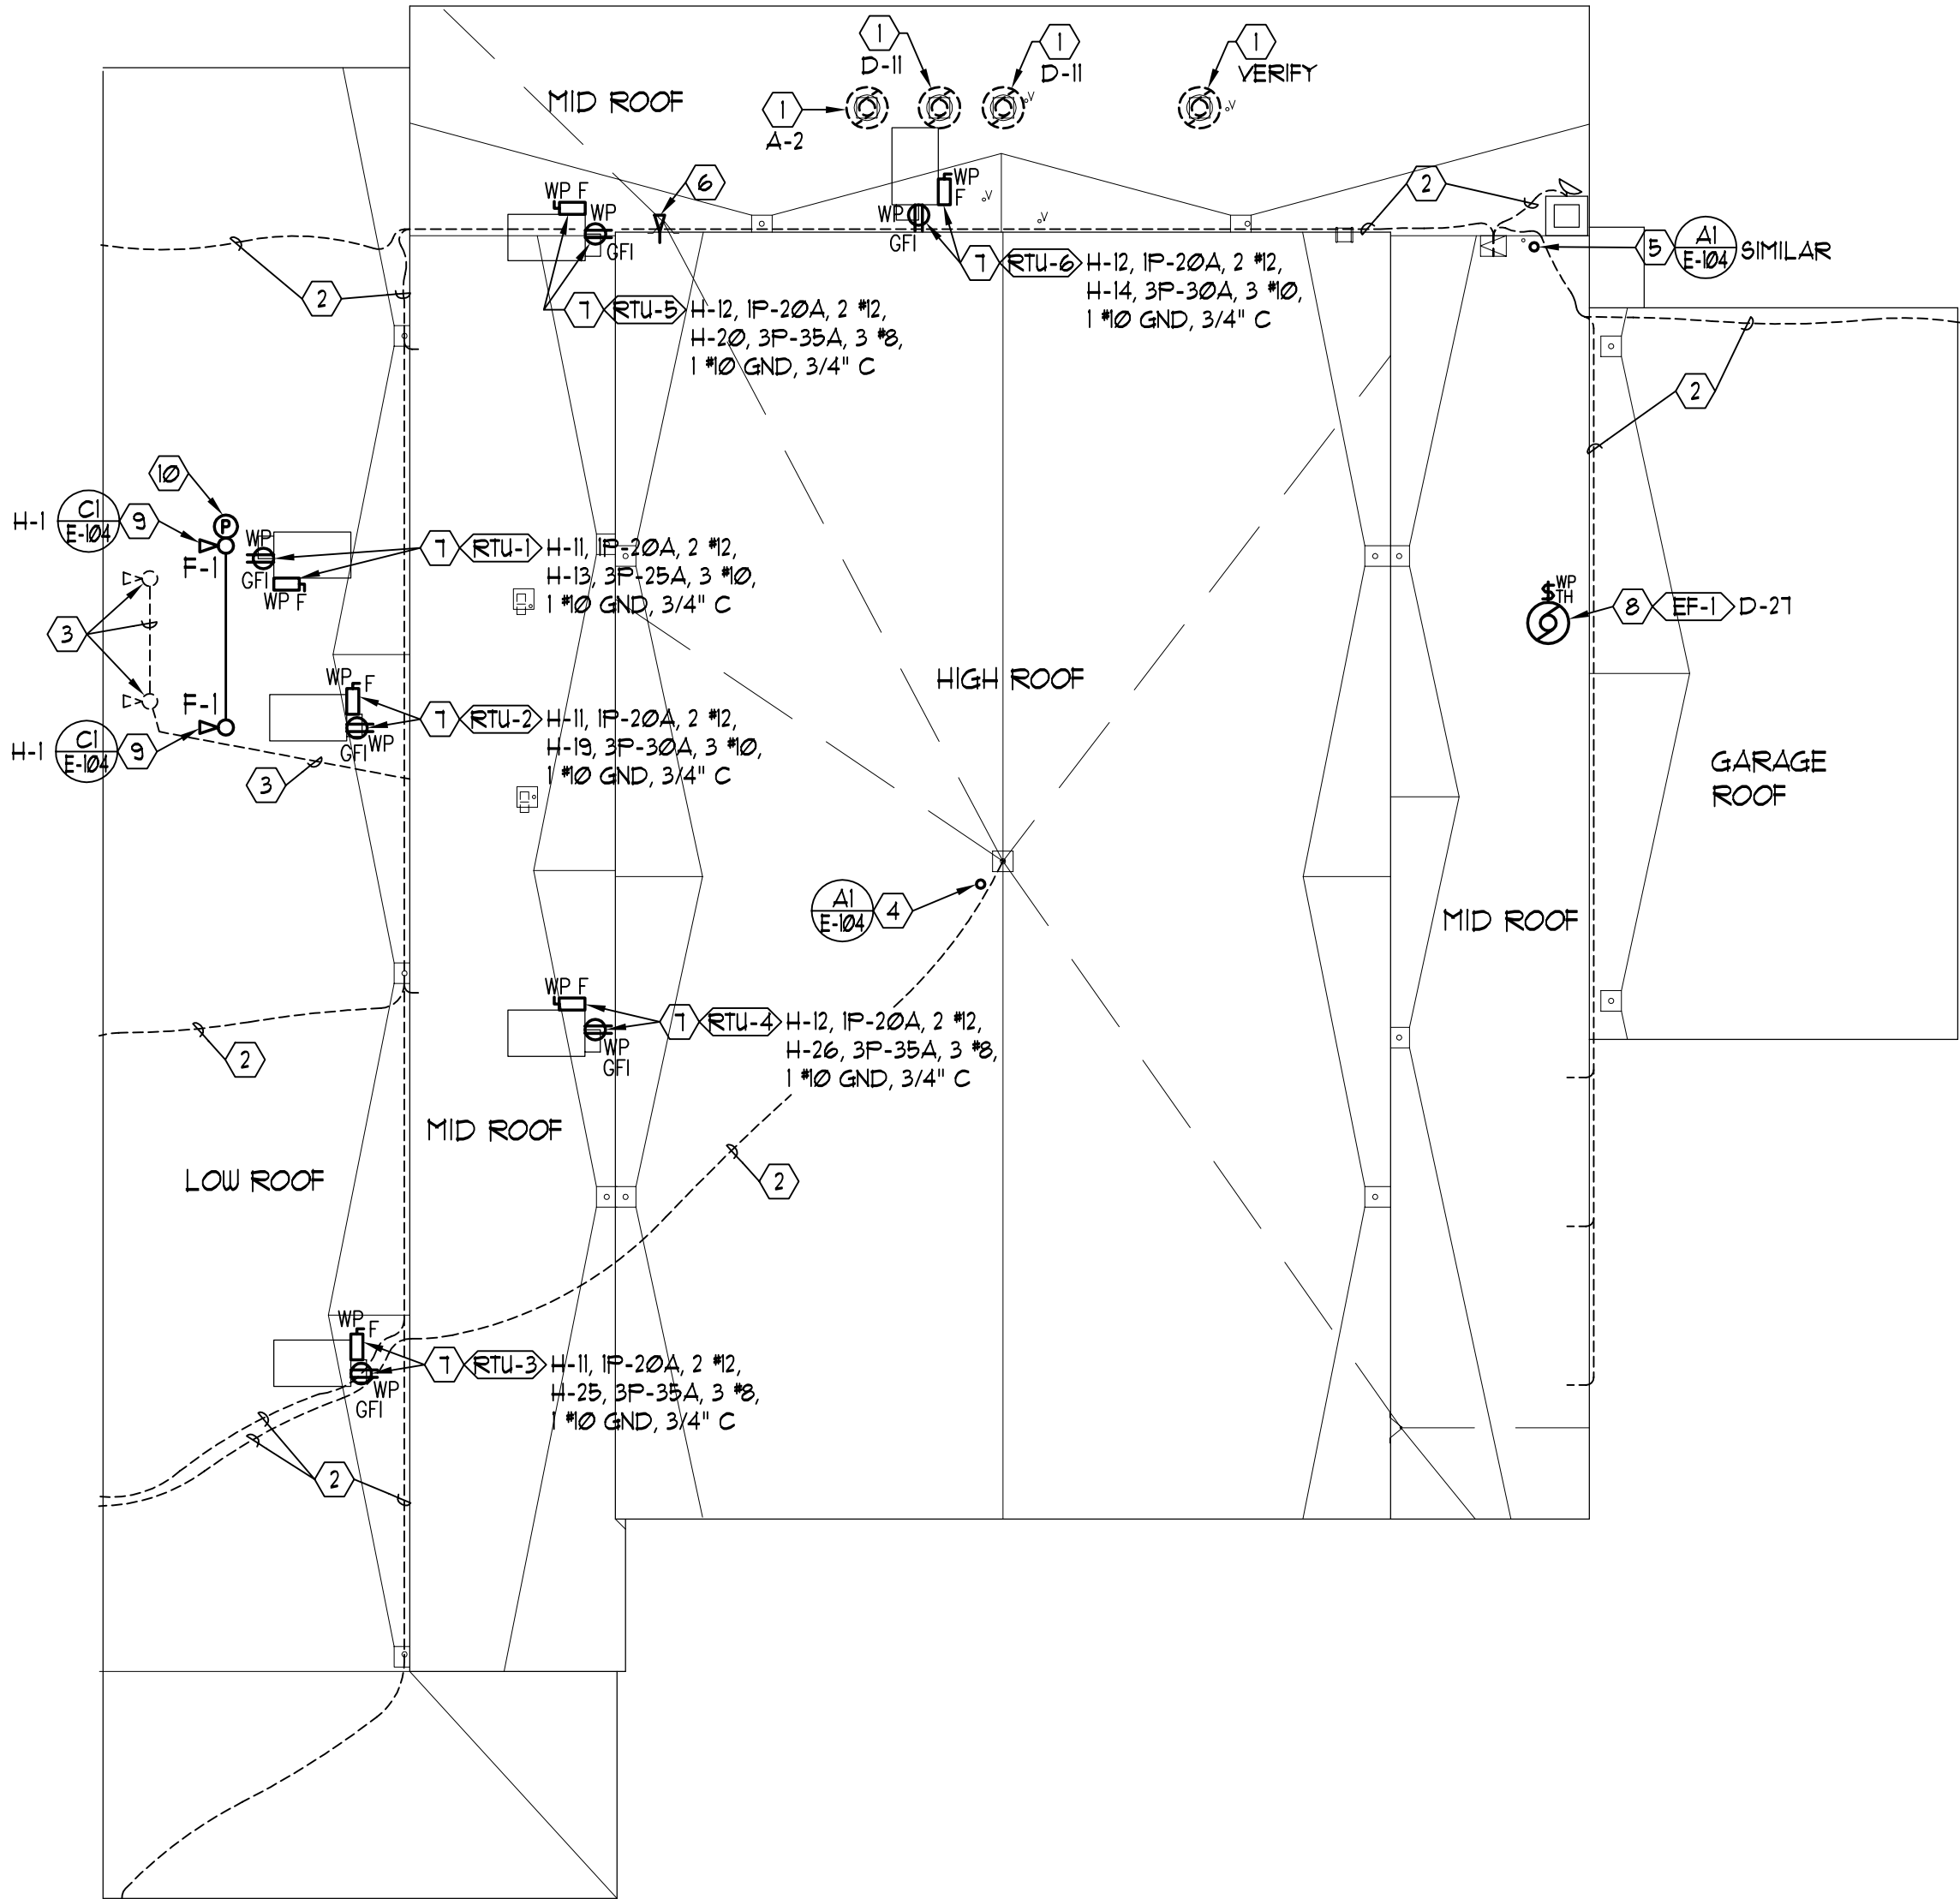 1
D-11
1
D-11
1
VERIFY
MID ROOF
1
A-2
V
V
6
2
WP F
WP
GFI
WP
F
WP
GFI
V
V
7
RTU-6
H-12, 1P-20A, 2 #12,
H-14, 3P-30A, 3 #10,
1 #10 GND, 3/4" C
5
A1
E-104
SIMILAR
2
7
RTU-5
H-12, 1P-20A, 2 #12,
H-20, 3P-35A, 3 #8,
1 #10 GND, 3/4" C
2
10
H-1
C1
E-104
9
P
F-1
WP
GFI
WP F
7
RTU-1
H-11, 1P-20A, 2 #12,
H-13, 3P-25A, 3 #10,
1 #10 GND, 3/4" C
3
$
WP
TH
8
EF-1
D-27
HIGH ROOF
F-1
H-1
C1
E-104
9
WP F
GFI
WP
7
RTU-2
H-11, 1P-20A, 2 #12,
H-19, 3P-30A, 3 #10,
1 #10 GND, 3/4" C
3
GARAGE
ROOF
A1
E-104
4
MID ROOF
WP F
WP
GFI
7
RTU-4
H-12, 1P-20A, 2 #12,
H-26, 3P-35A, 3 #8,
1 #10 GND, 3/4" C
2
MID ROOF
LOW ROOF
2
WP
F
WP
GFI
7
RTU-3
H-11, 1P-20A, 2 #12,
H-25, 3P-35A, 3 #8,
1 #10 GND, 3/4" C
2